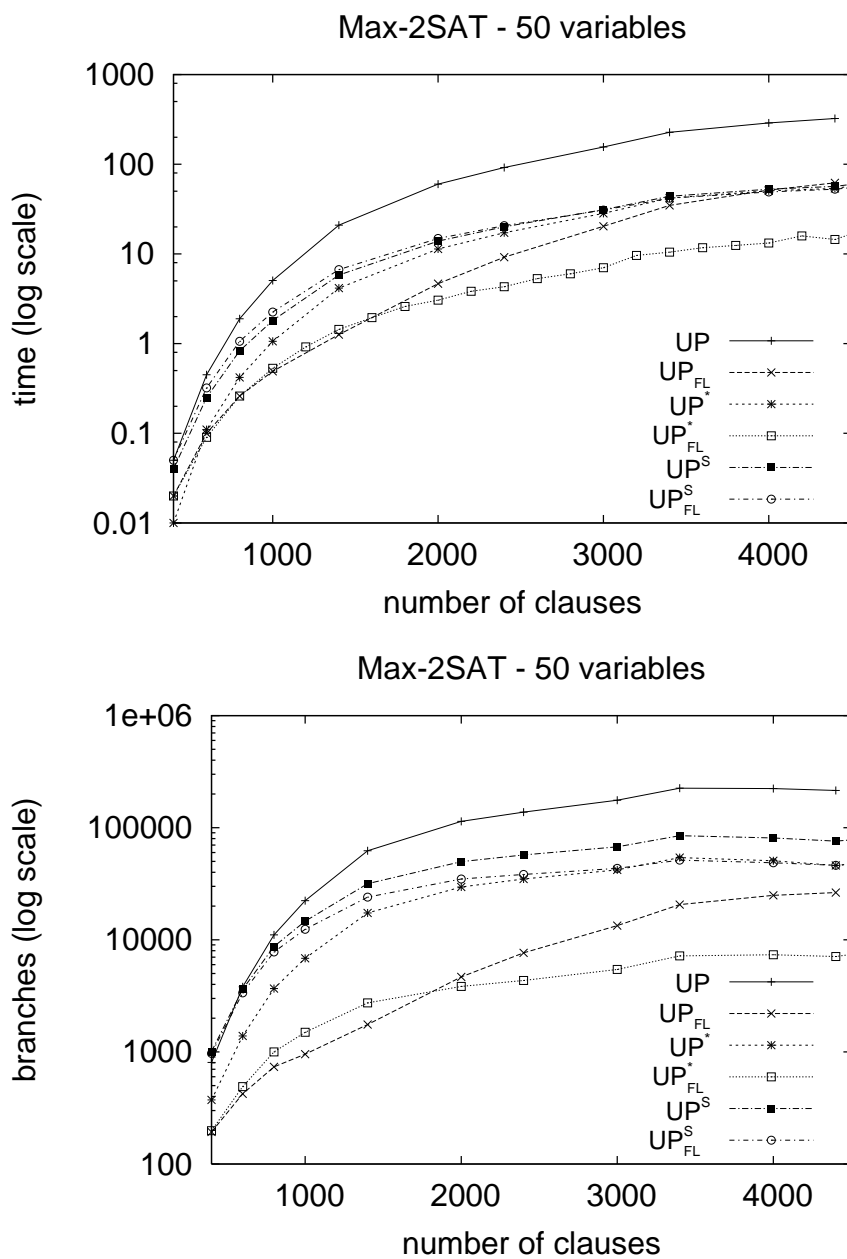 Max-2SAT - 50 variables
time (log scale)
1000
100
10
1
0.1
0.01
UP
UP_FL
UP^*
UP^*_FL
UP^S
UP^S_FL
1000 2000 3000 4000
number of clauses
Max-2SAT - 50 variables
branches (log scale)
1e+06
100000
10000
1000
100
UP
UP_FL
UP^*
UP^*_FL
UP^S
UP^S_FL
1000 2000 3000 4000
number of clauses